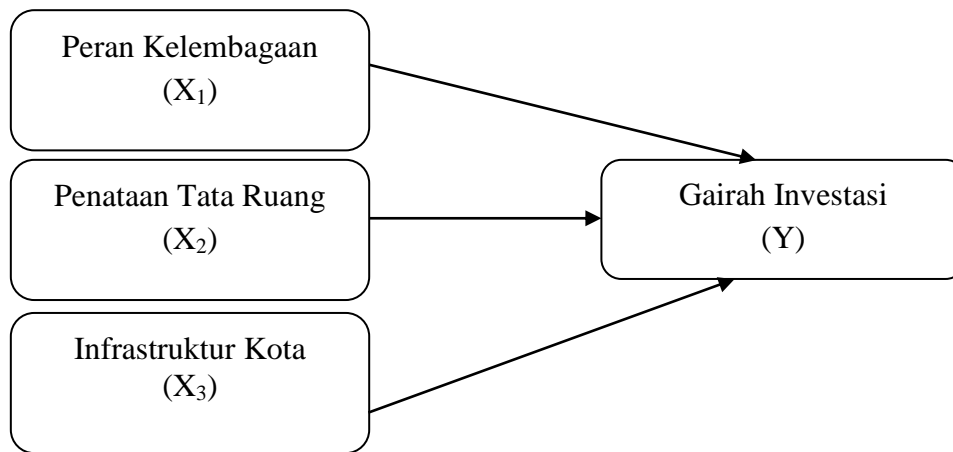 Peran Kelembagaan
(X₁)
Penataan Tata Ruang
(X₂)
Infrastruktur Kota
(X₃)
Gairah Investasi
(Y)